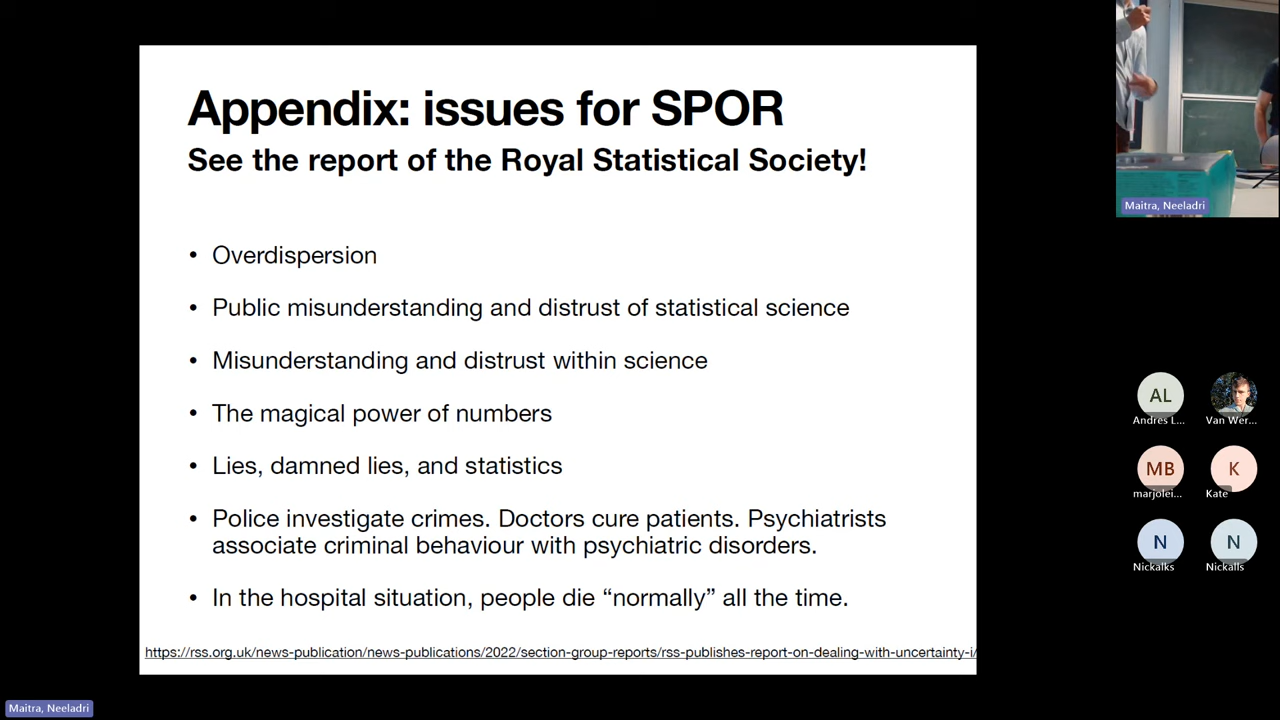 Appendix: issues for SPOR
See the report of the Royal Statistical Society!
• Overdispersion
• Public misunderstanding and distrust of statistical science
• Misunderstanding and distrust within science
• The magical power of numbers
• Lies, damned lies, and statistics
• Police investigate crimes. Doctors cure patients. Psychiatrists
associate criminal behaviour with psychiatric disorders.
• In the hospital situation, people die “normally” all the time.
https://rss.org.uk/news-publication/news-publications/2022/section-group-reports/rss-publishes-report-on-dealing-with-uncertainty-i/
Maitra, Neeladri
AL
Andres L...
Van Wer...
MB
marjolei...
K
Kate
N
Nickalks
N
Nickalls
Maitra, Neeladri